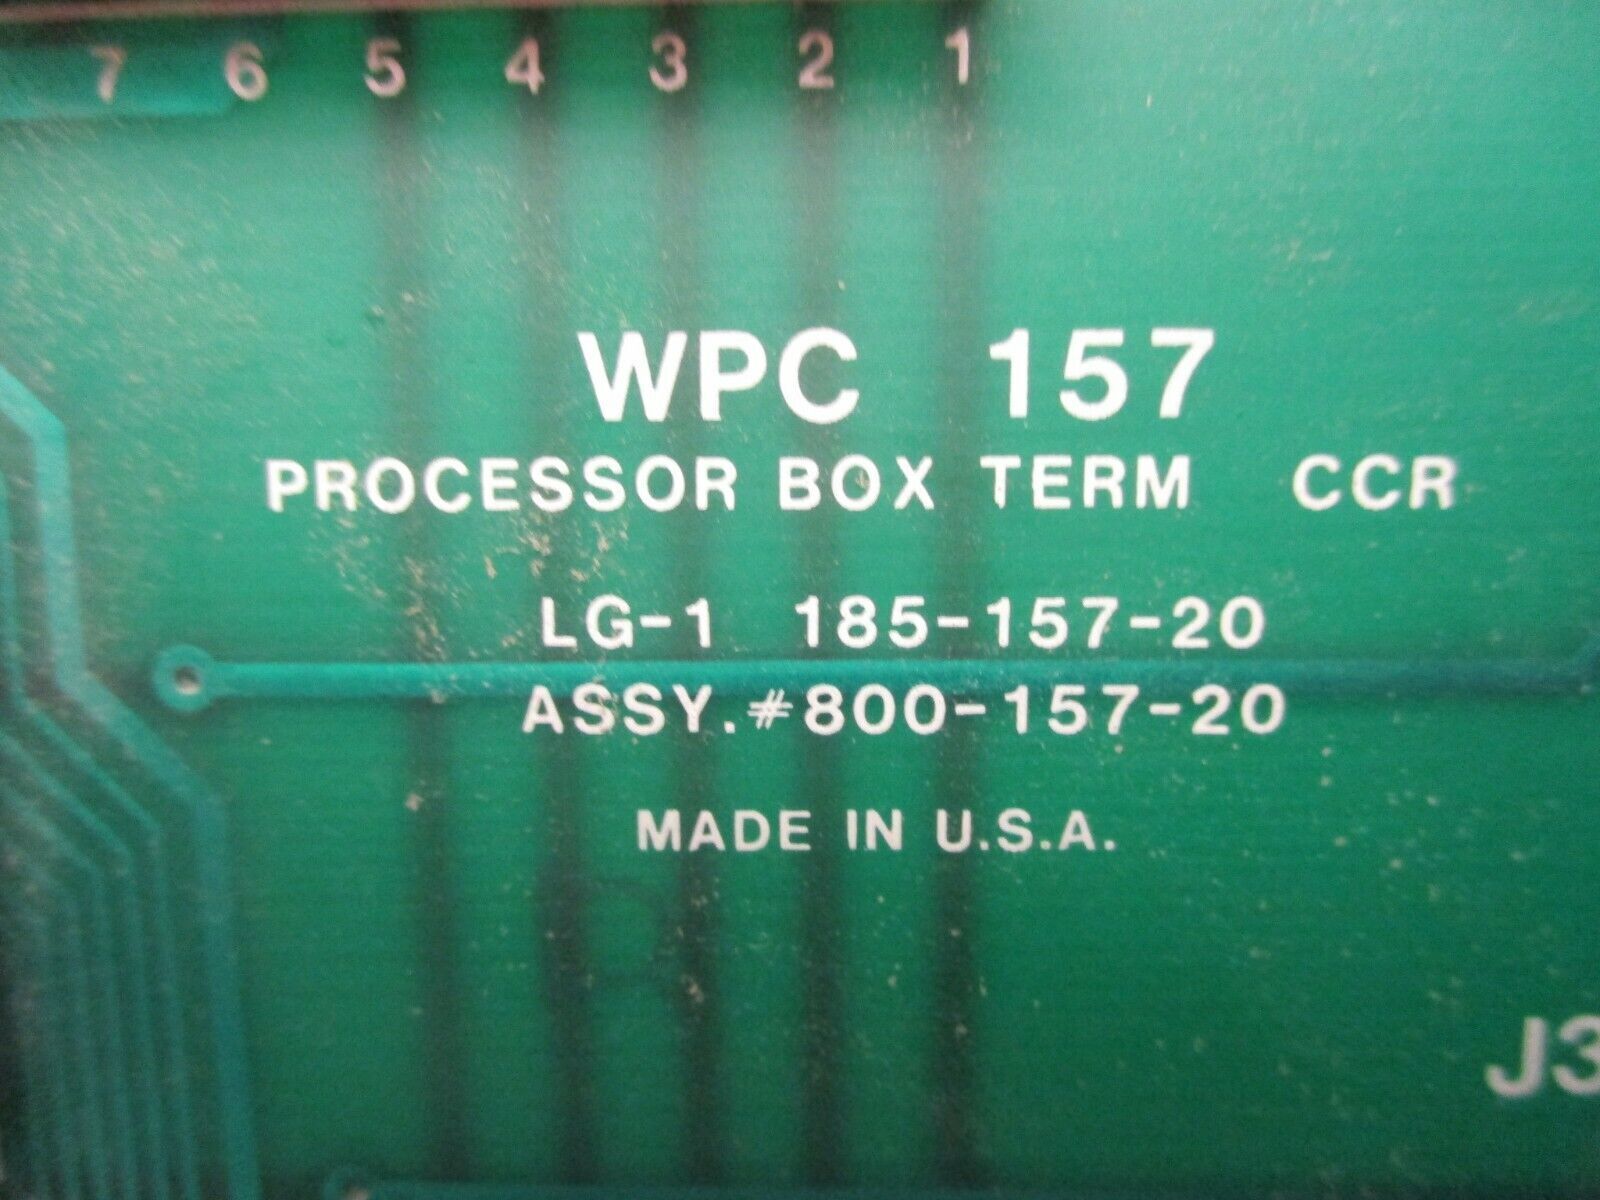 7 6 5 4 3 2 1
WPC 157
PROCESSOR BOX TERM CCR
LG-1 185-157-20
ASSY.#800-157-20
MADE IN U.S.A.
J3